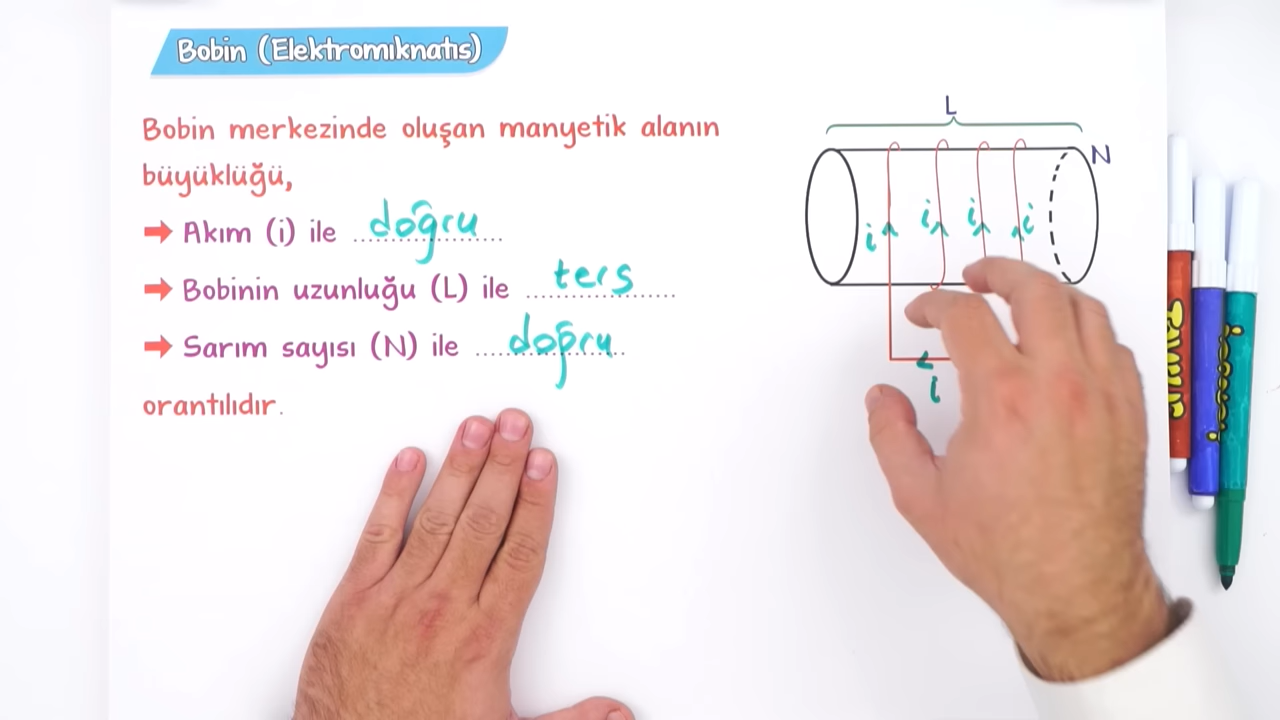 Bobin (Elektromıknatıs)
Bobin merkezinde oluşan manyetik alanın
büyüklüğü,
Akım (i) ile doğru
Bobinin uzunluğu (L) ile ters
Sarım sayısı (N) ile doğru
orantılıdır.
L
N
i i i i
i